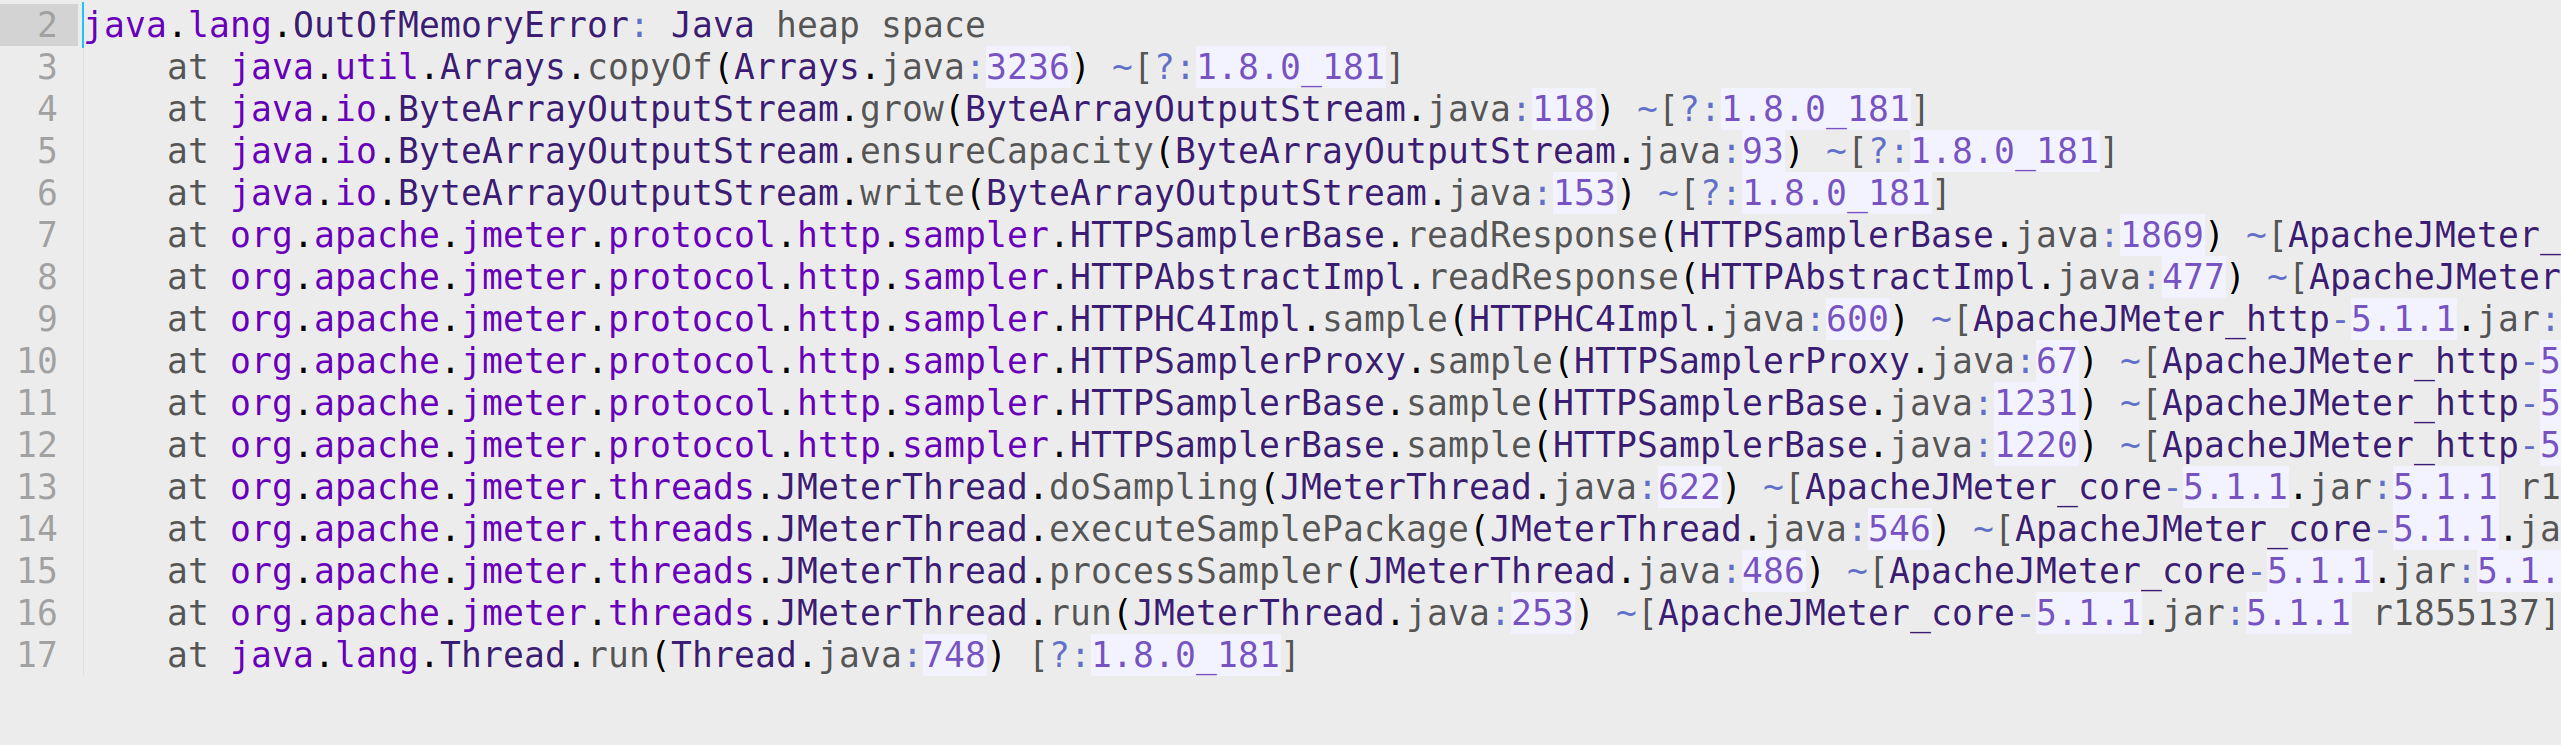 2 java.lang.OutOfMemoryError: Java heap space
3     at java.util.Arrays.copyOf(Arrays.java:3236) ~[?:1.8.0_181]
4     at java.io.ByteArrayOutputStream.grow(ByteArrayOutputStream.java:118) ~[?:1.8.0_181]
5     at java.io.ByteArrayOutputStream.ensureCapacity(ByteArrayOutputStream.java:93) ~[?:1.8.0_181]
6     at java.io.ByteArrayOutputStream.write(ByteArrayOutputStream.java:153) ~[?:1.8.0_181]
7     at org.apache.jmeter.protocol.http.sampler.HTTPSamplerBase.readResponse(HTTPSamplerBase.java:1869) ~[ApacheJMeter_
8     at org.apache.jmeter.protocol.http.sampler.HTTPAbstractImpl.readResponse(HTTPAbstractImpl.java:477) ~[ApacheJMeter
9     at org.apache.jmeter.protocol.http.sampler.HTTPHC4Impl.sample(HTTPHC4Impl.java:600) ~[ApacheJMeter_http-5.1.1.jar:
10     at org.apache.jmeter.protocol.http.sampler.HTTPSamplerProxy.sample(HTTPSamplerProxy.java:67) ~[ApacheJMeter_http-5
11     at org.apache.jmeter.protocol.http.sampler.HTTPSamplerBase.sample(HTTPSamplerBase.java:1231) ~[ApacheJMeter_http-5
12     at org.apache.jmeter.protocol.http.sampler.HTTPSamplerBase.sample(HTTPSamplerBase.java:1220) ~[ApacheJMeter_http-5
13     at org.apache.jmeter.threads.JMeterThread.doSampling(JMeterThread.java:622) ~[ApacheJMeter_core-5.1.1.jar:5.1.1 r1
14     at org.apache.jmeter.threads.JMeterThread.executeSamplePackage(JMeterThread.java:546) ~[ApacheJMeter_core-5.1.1.ja
15     at org.apache.jmeter.threads.JMeterThread.processSampler(JMeterThread.java:486) ~[ApacheJMeter_core-5.1.1.jar:5.1.
16     at org.apache.jmeter.threads.JMeterThread.run(JMeterThread.java:253) ~[ApacheJMeter_core-5.1.1.jar:5.1.1 r1855137]
17     at java.lang.Thread.run(Thread.java:748) [?:1.8.0_181]